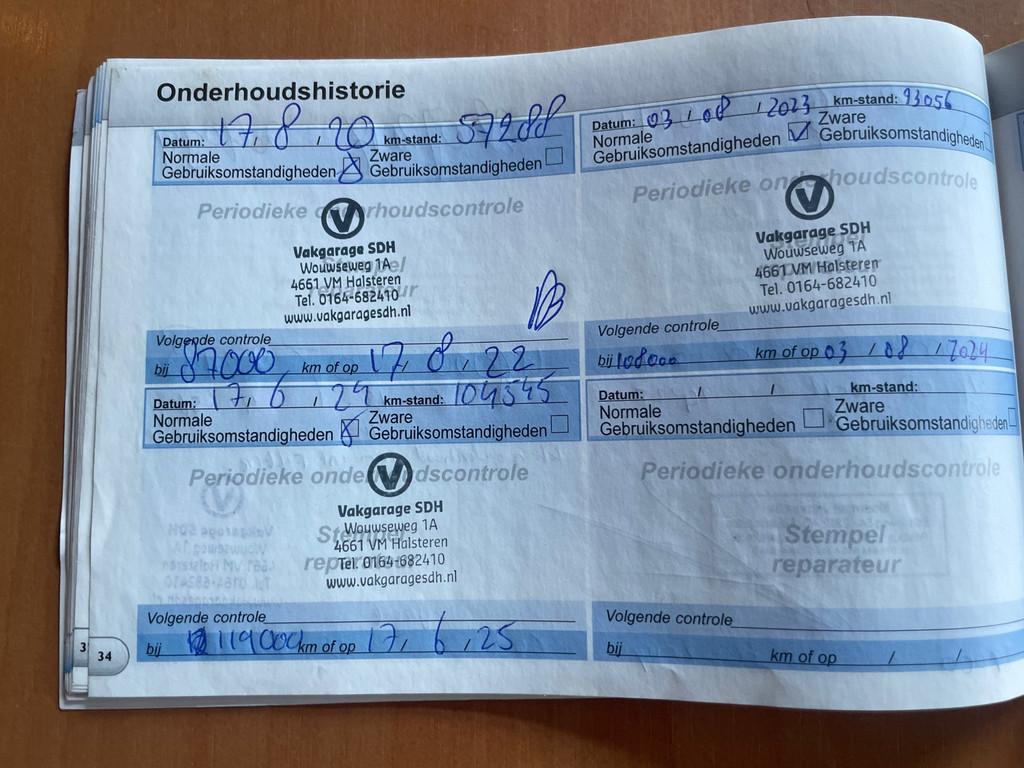 Onderhoudshistorie
Datum: 17, 8, 20 km-stand: 57288
Normale
Gebruiksomstandigheden
Zware
Gebruiksomstandigheden
Periodieke onderhoudscontrole
V
Vakgarage SDH
Wouwseweg 1A
4661 VM Halsteren
Tel. 0164-682410
www.vakgaragesdh.nl
Stempel
reparateur
Volgende controle
bij 87000 km of op 17, 8, 22
Datum: 03 / 08 / 2023 km-stand: 93056
Normale
Gebruiksomstandigheden
Zware
Gebruiksomstandigheden
Periodieke onderhoudscontrole
V
Vakgarage SDH
Wouwseweg 1A
4661 VM Halsteren
Tel. 0164-682410
www.vakgaragesdh.nl
Stempel
Volgende controle
bij 108000 km of op 03 / 08 / 2024
Datum: 17, 6, 24 km-stand: 104545
Normale
Gebruiksomstandigheden
Zware
Gebruiksomstandigheden
Periodieke onderhoudscontrole
V
Vakgarage SDH
Wouwseweg 1A
4661 VM Halsteren
Tel. 0164-682410
www.vakgaragesdh.nl
Stempel
reparateur
Volgende controle
bij 119000 km of op 17, 6, 25
Datum: / / km-stand:
Normale
Gebruiksomstandigheden
Zware
Gebruiksomstandigheden
Periodieke onderhoudscontrole
Stempel
reparateur
Volgende controle
bij km of op / /
34